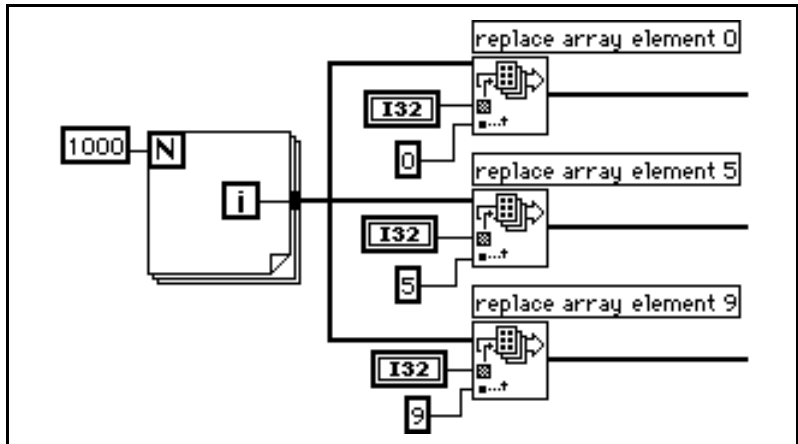 replace array element 0
I32
1000
N
0
i
replace array element 5
I32
5
replace array element 9
I32
9